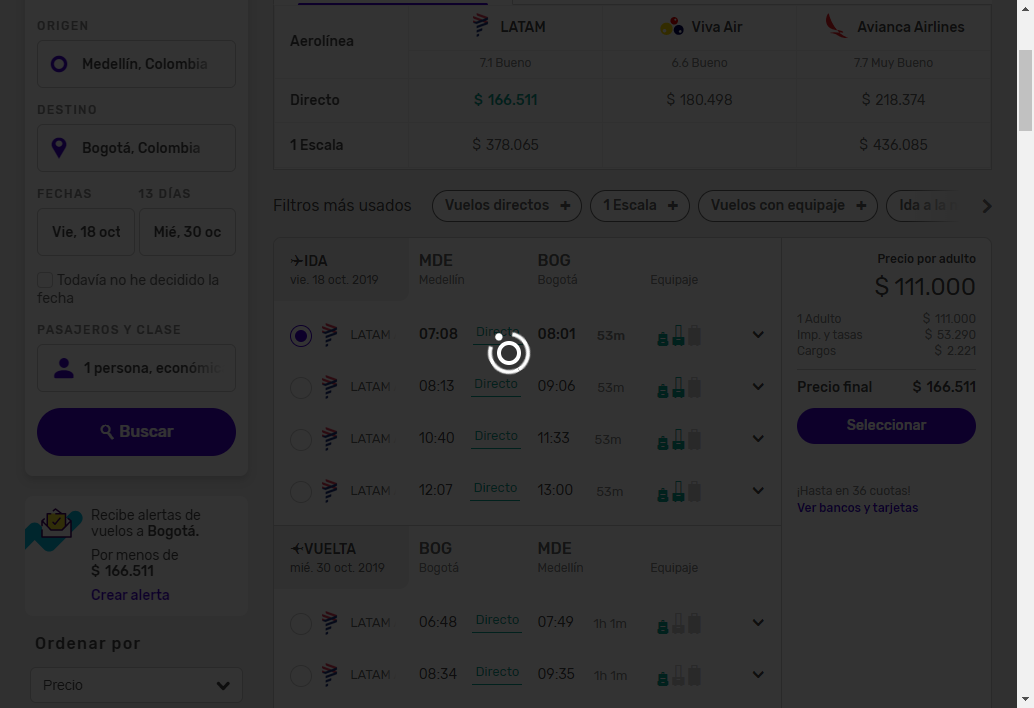 ORIGEN
Medellín, Colombia
DESTINO
Bogotá, Colombia
FECHAS 13 DÍAS
Vie, 18 oct Mié, 30 oc
Todavía no he decidido la
fecha
PASAJEROS Y CLASE
1 persona, económic
Buscar
Recibe alertas de
vuelos a Bogotá.
Por menos de
$ 166.511
Crear alerta
Ordenar por
Precio
Aerolínea LATAM Viva Air Avianca Airlines
7.1 Bueno 6.6 Bueno 7.7 Muy Bueno
Directo $ 166.511 $ 180.498 $ 218.374
1 Escala $ 378.065 $ 436.085
Filtros más usados Vuelos directos + 1 Escala + Vuelos con equipaje + Ida a la
IDA MDE BOG
vie. 18 oct. 2019 Medellín Bogotá Equipaje
LATAM 07:08 Directo 08:01 53m
LATAM 08:13 Directo 09:06 53m
LATAM 10:40 Directo 11:33 53m
LATAM 12:07 Directo 13:00 53m
VUELTA BOG MDE
mié. 30 oct. 2019 Bogotá Medellín Equipaje
LATAM 06:48 Directo 07:49 1h 1m
LATAM 08:34 Directo 09:35 1h 1m
Precio por adulto
$ 111.000
1 Adulto $ 111.000
Imp. y tasas $ 53.290
Cargos $ 2.221
Precio final $ 166.511
Seleccionar
¡Hasta en 36 cuotas!
Ver bancos y tarjetas